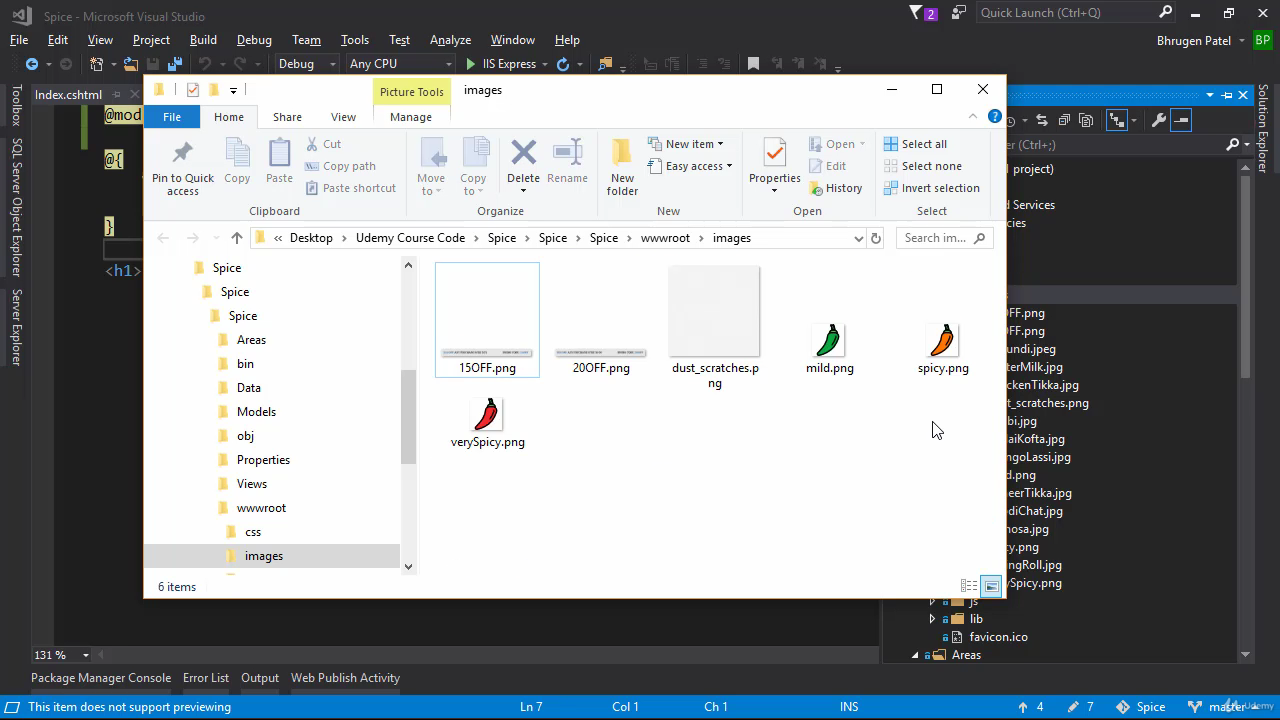 Spice - Microsoft Visual Studio
2
Quick Launch (Ctrl+Q)
File Edit View Project Build Debug Team Tools Test Analyze Window Help
Bhrugen Patel BP
Debug Any CPU IIS Express
Index.cshtml
Toolbox
SQL Server Object Explorer
Server Explorer
Solution Explorer
@mod
@{
}
<h1>
Picture Tools images
File Home Share View Manage
Pin to Quick access
Copy
Paste
Cut
Copy path
Paste shortcut
Clipboard
Move to
Copy to
Delete
Rename
Organize
New folder
New item
Easy access
New
Properties
Open
Edit
History
Open
Select all
Select none
Invert selection
Select
« Desktop > Udemy Course Code > Spice > Spice > Spice > wwwroot > images
Search im...
Spice
Spice
Spice
Areas
bin
Data
Models
obj
Properties
Views
wwwroot
css
images
15OFF.png
20OFF.png
dust_scratches.p
ng
mild.png
spicy.png
verySpicy.png
6 items
(Ctrl+;)
project)
d Services
cies
OFF.png
OFF.png
undi.jpeg
terMilk.jpg
ckenTikka.jpg
t_scratches.png
bi.jpg
aiKofta.jpg
ngoLassi.jpg
d.png
eerTikka.jpg
diChat.jpg
nosa.jpg
y.png
ngRoll.jpg
ySpicy.png
js
lib
favicon.ico
Areas
131 %
Package Manager Console Error List Output Web Publish Activity
This item does not support previewing Ln 7 Col 1 Ch 1 INS 4 7 Spice master
Udemy